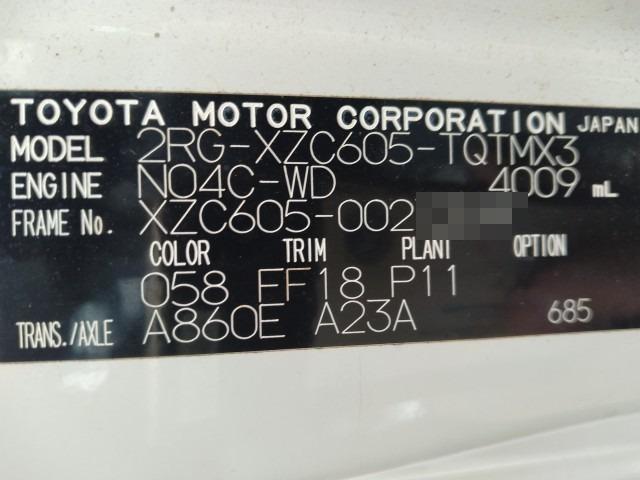 TOYOTA MOTOR CORPORATION JAPAN
MODEL 2RG-XZC605-TQTMX3
ENGINE N04C-WD 4009 mL
FRAME No. XZC605-002
COLOR TRIM PLANT OPTION
058 FF18 P11
TRANS./AXLE A860E A23A 685